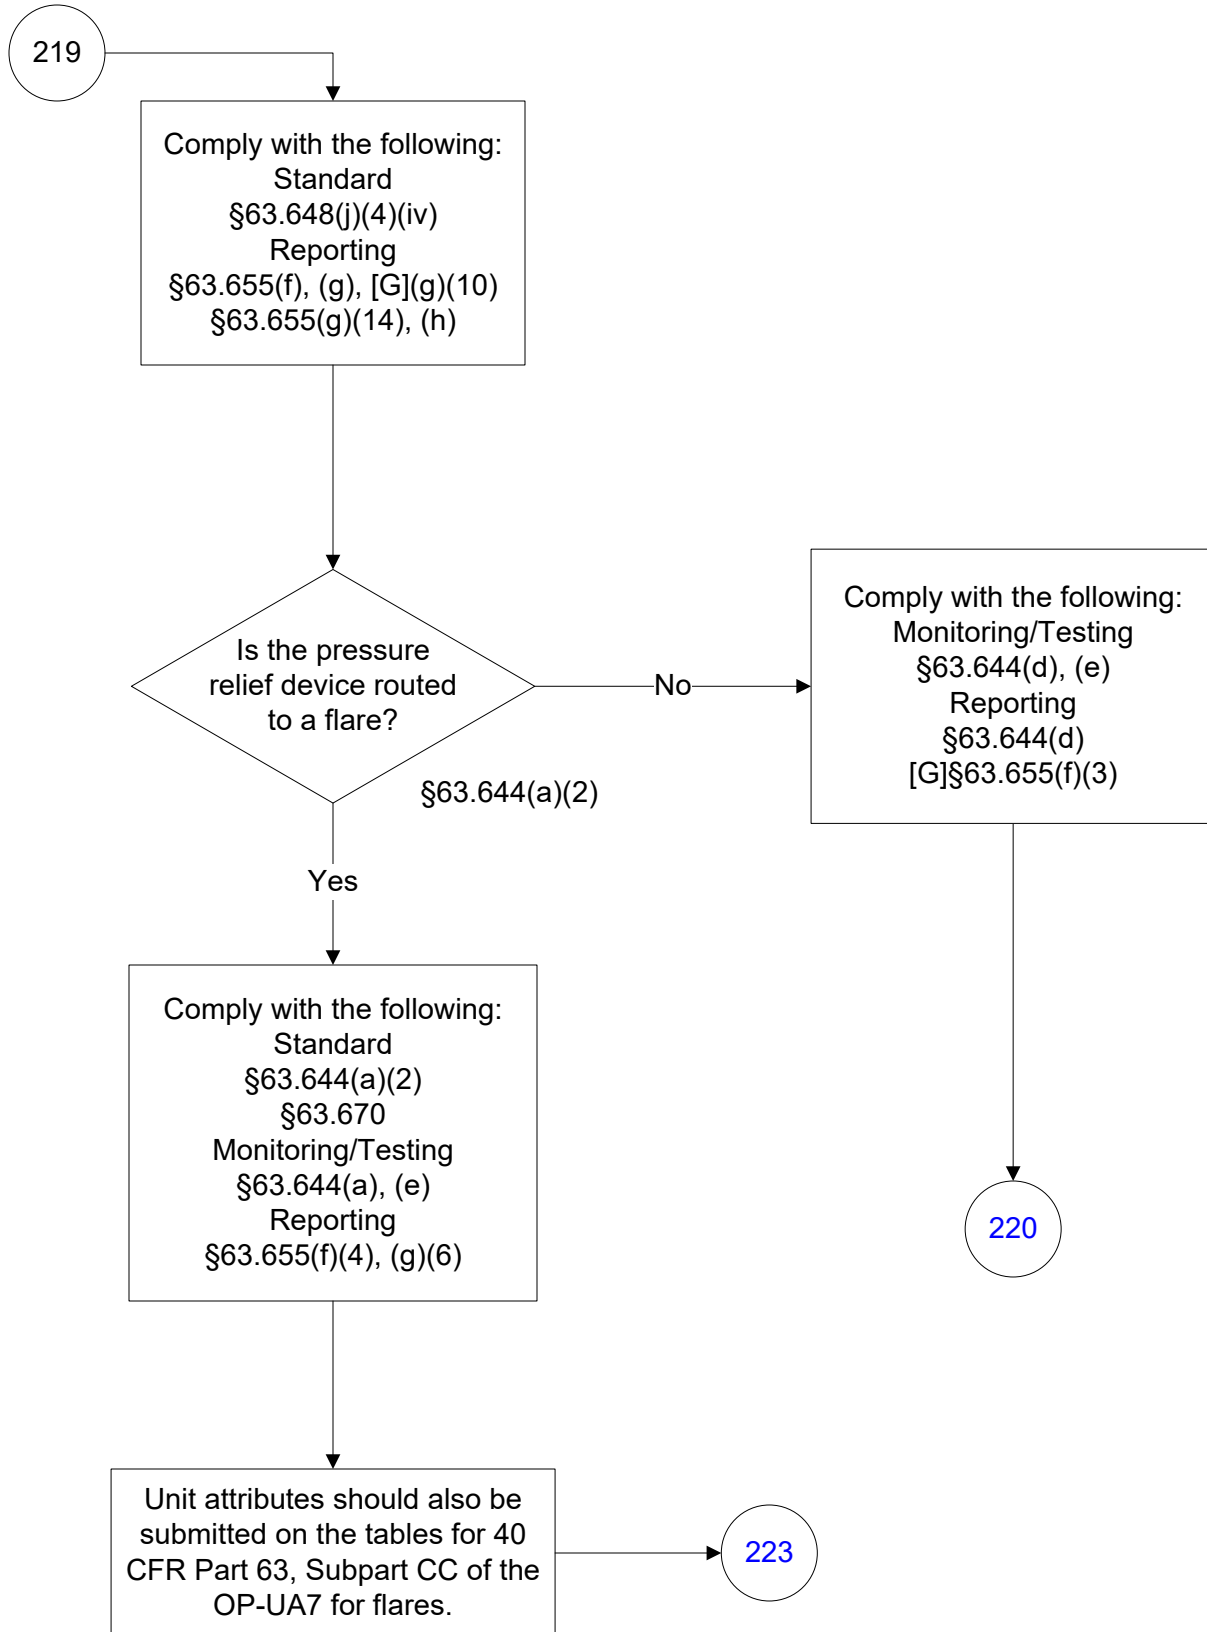 219
Comply with the following:
Standard
§63.648(j)(4)(iv)
Reporting
§63.655(f), (g), [G](g)(10)
§63.655(g)(14), (h)
Is the pressure
relief device routed
to a flare?
§63.644(a)(2)
No
Comply with the following:
Monitoring/Testing
§63.644(d), (e)
Reporting
§63.644(d)
[G]§63.655(f)(3)
220
Yes
Comply with the following:
Standard
§63.644(a)(2)
§63.670
Monitoring/Testing
§63.644(a), (e)
Reporting
§63.655(f)(4), (g)(6)
Unit attributes should also be
submitted on the tables for 40
CFR Part 63, Subpart CC of the
OP-UA7 for flares.
223